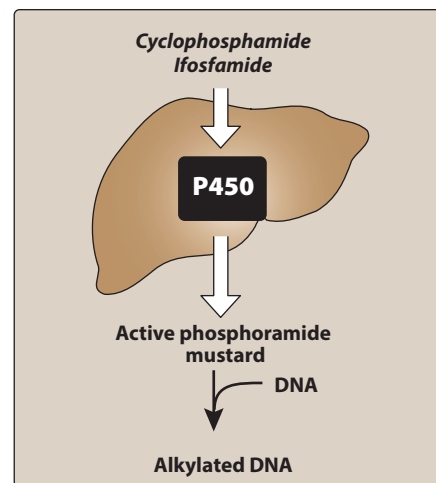 Cyclophosphamide
Ifosfamide
P450
Active phosphoramide
mustard
DNA
Alkylated DNA